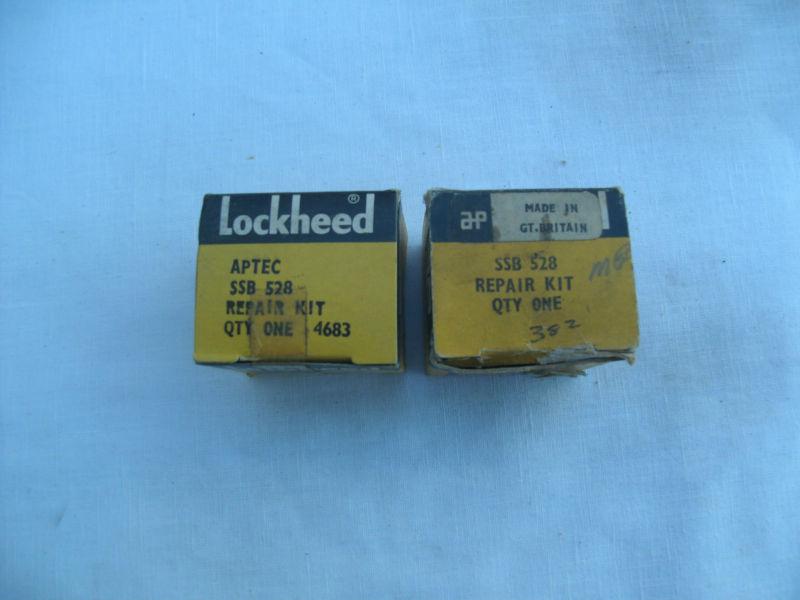 Lockheed®
APTEC
SSB 528
REPAIR KIT
QTY ONE 4683
ap
MADE IN
GT. BRITAIN
SSB 528
REPAIR KIT
QTY ONE
382